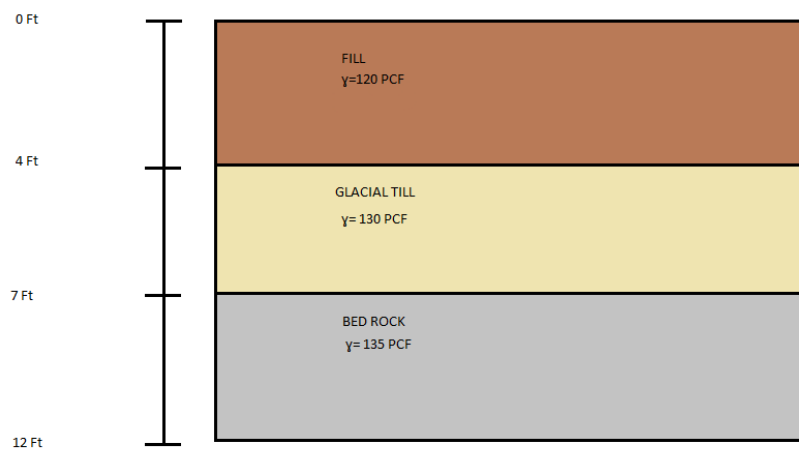 0 Ft
FILL
ɣ=120 PCF
4 Ft
GLACIAL TILL
ɣ= 130 PCF
7 Ft
BED ROCK
ɣ= 135 PCF
12 Ft